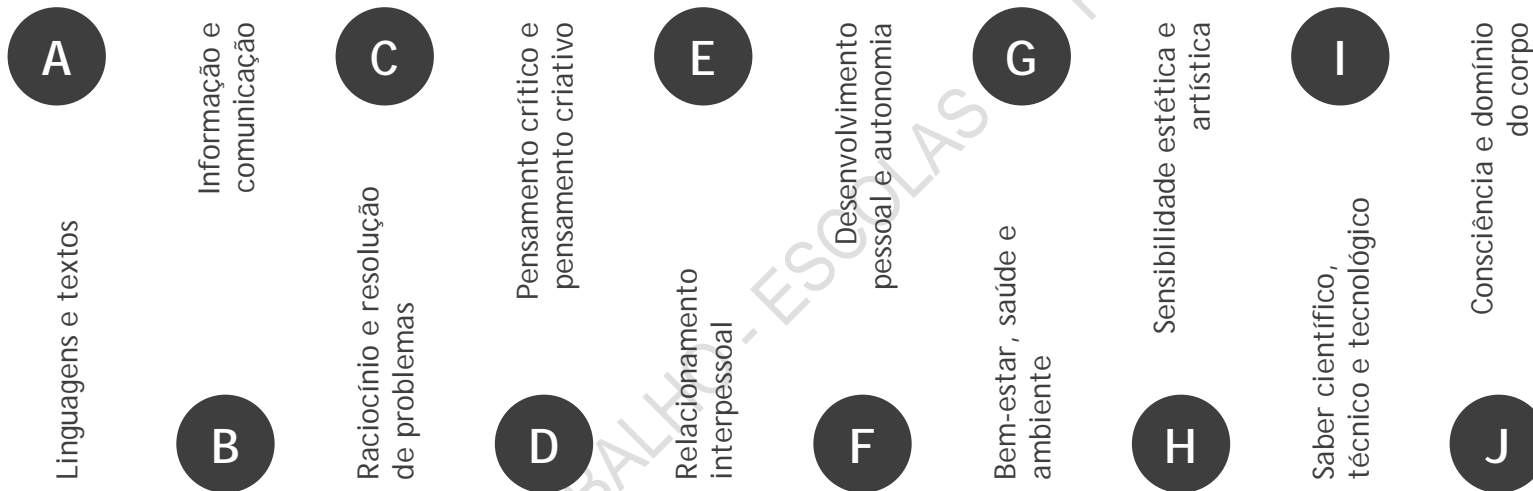 A
Linguagens e textos
Informação e
comunicação
B
C
Raciocínio e resolução
de problemas
Pensamento crítico e
pensamento criativo
D
E
Relacionamento
interpessoal
Desenvolvimento
pessoal e autonomia
F
G
Bem-estar, saúde e
ambiente
Sensibilidade estética e
artística
H
I
Saber científico,
técnico e tecnológico
Consciência e domínio
do corpo
J
- ESCOLAS